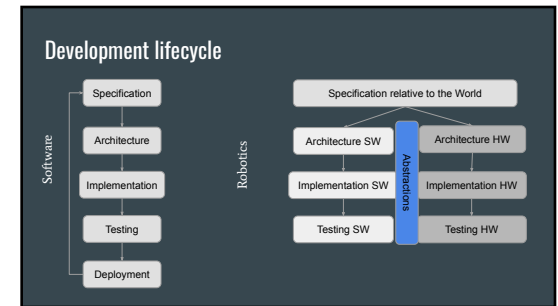 Development lifecycle
Software
Specification
Architecture
Implementation
Testing
Deployment
Robotics
Specification relative to the World
Architecture SW
Architecture HW
Abstractions
Implementation SW
Implementation HW
Testing SW
Testing HW